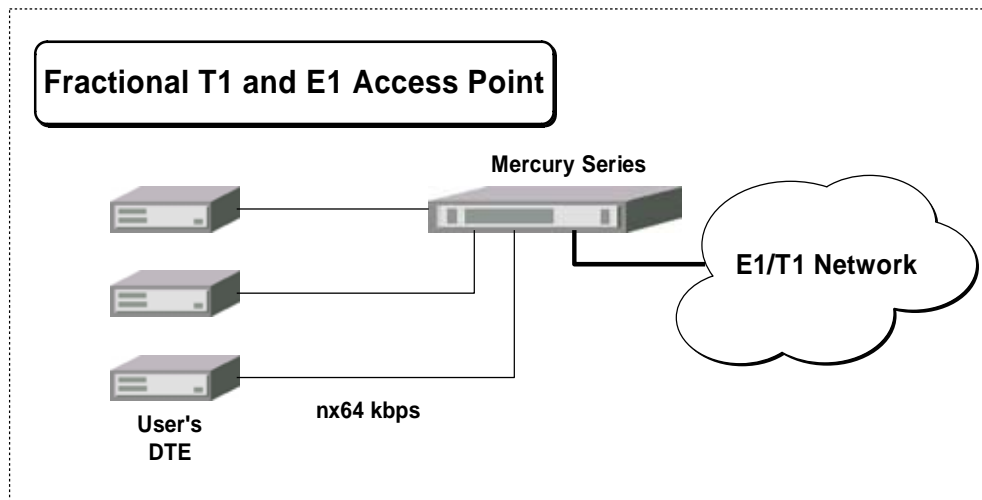 Fractional T1 and E1 Access Point
Mercury Series
E1/T1 Network
nx64 kbps
User's
DTE